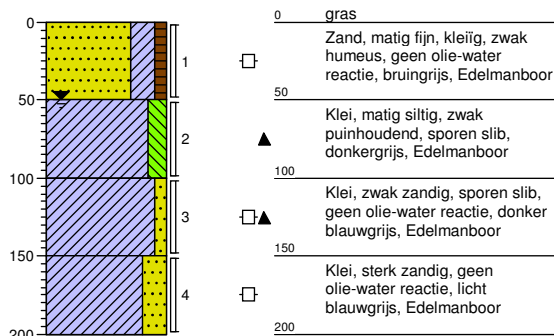 0
50
100
150
200
1
2
3
4
0 gras
Zand, matig fijn, kleiïg, zwak
humeus, geen olie-water
reactie, bruingrijs, Edelmanboor
50
Klei, matig siltig, zwak
puinhoudend, sporen slib,
donkergrijs, Edelmanboor
100
Klei, zwak zandig, sporen slib,
geen olie-water reactie, donker
blauwgrijs, Edelmanboor
150
Klei, sterk zandig, geen
olie-water reactie, licht
blauwgrijs, Edelmanboor
200